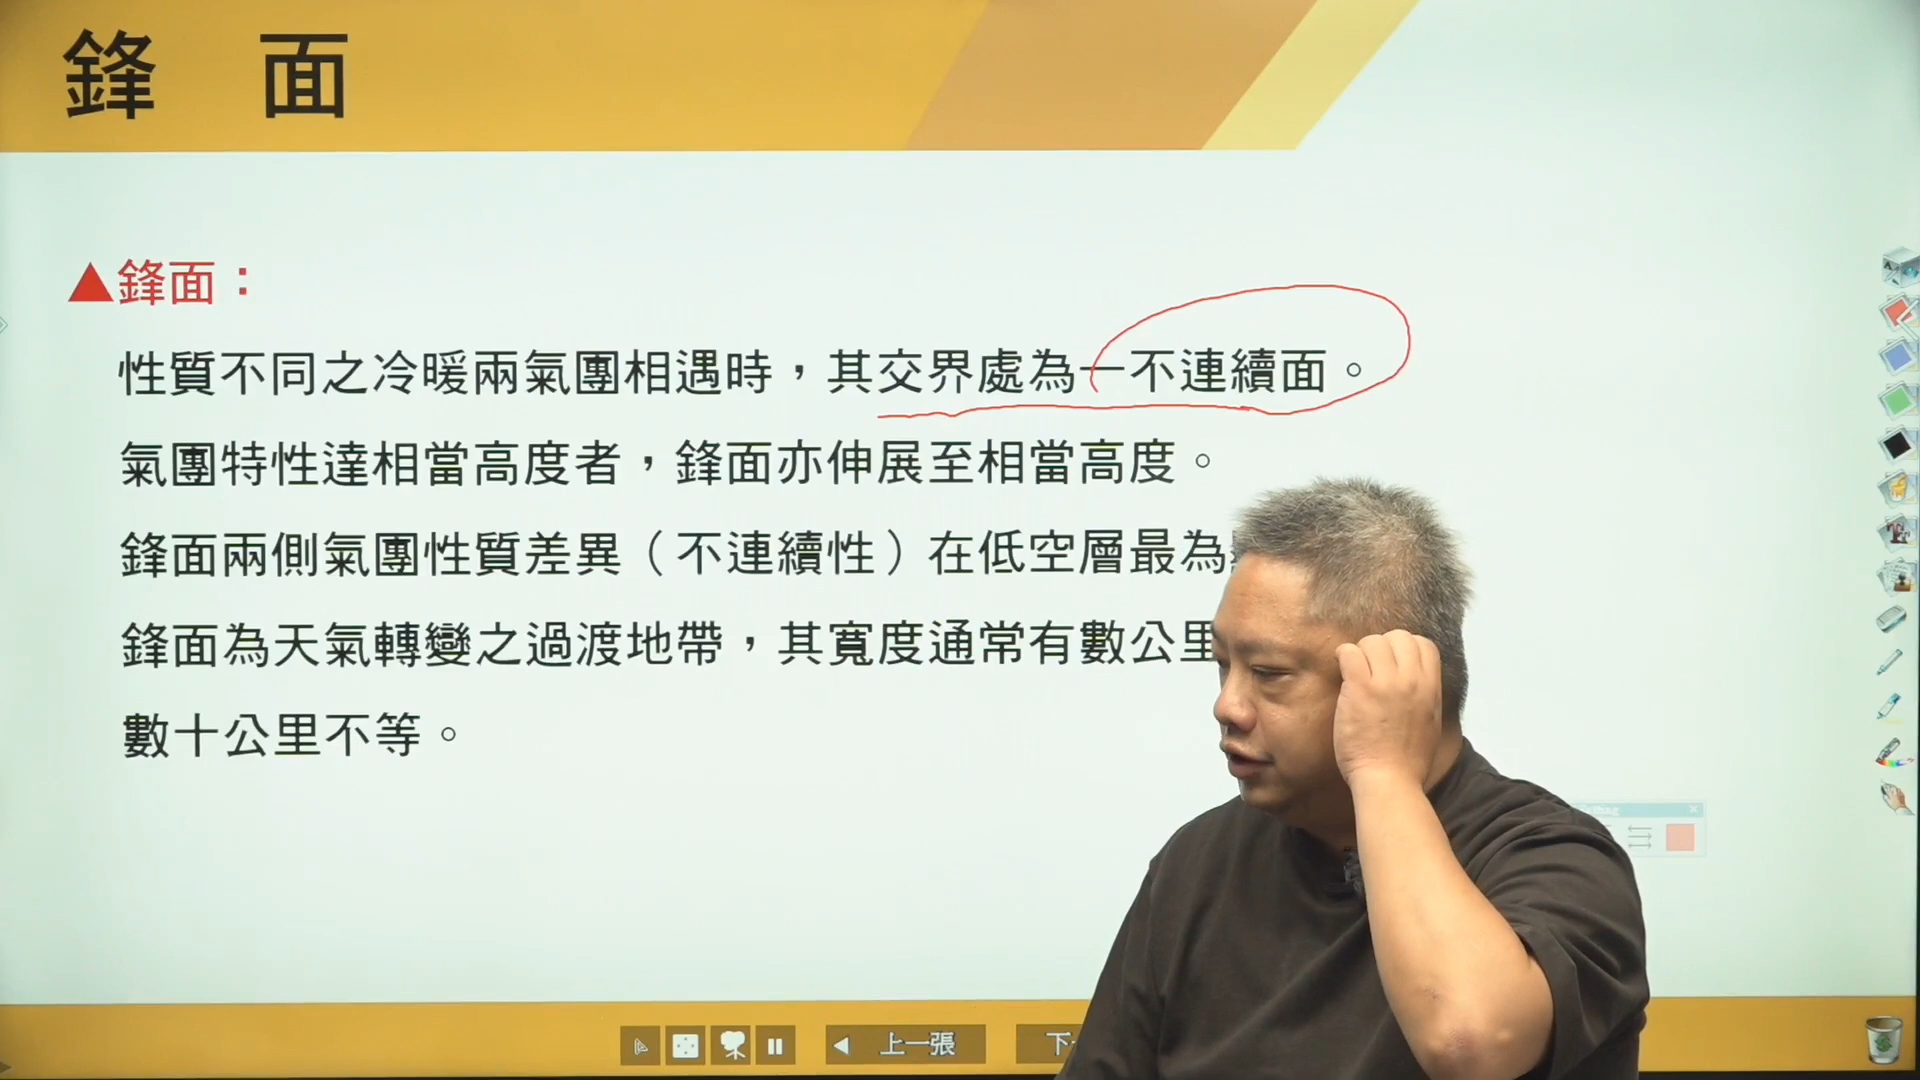 鋒 面
▲鋒面：
性質不同之冷暖兩氣團相遇時，其交界處為一不連續面。
氣團特性達相當高度者，鋒面亦伸展至相當高度。
鋒面兩側氣團性質差異（不連續性）在低空層最為
鋒面為天氣轉變之過渡地帶，其寬度通常有數公里
數十公里不等。
上一張
下